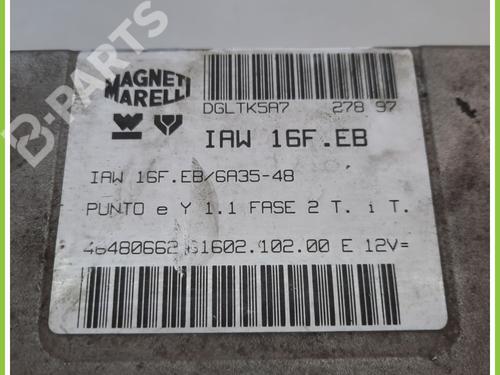 B-PARTS
MAGNETI
MARELLI
DGLTK5A7 278 97
IAW 16F.EB
IAW 16F.EB/6A35-48
PUNTO e Y 1.1 FASE 2 T. i T.
46480662 61602.102.00 E 12V=